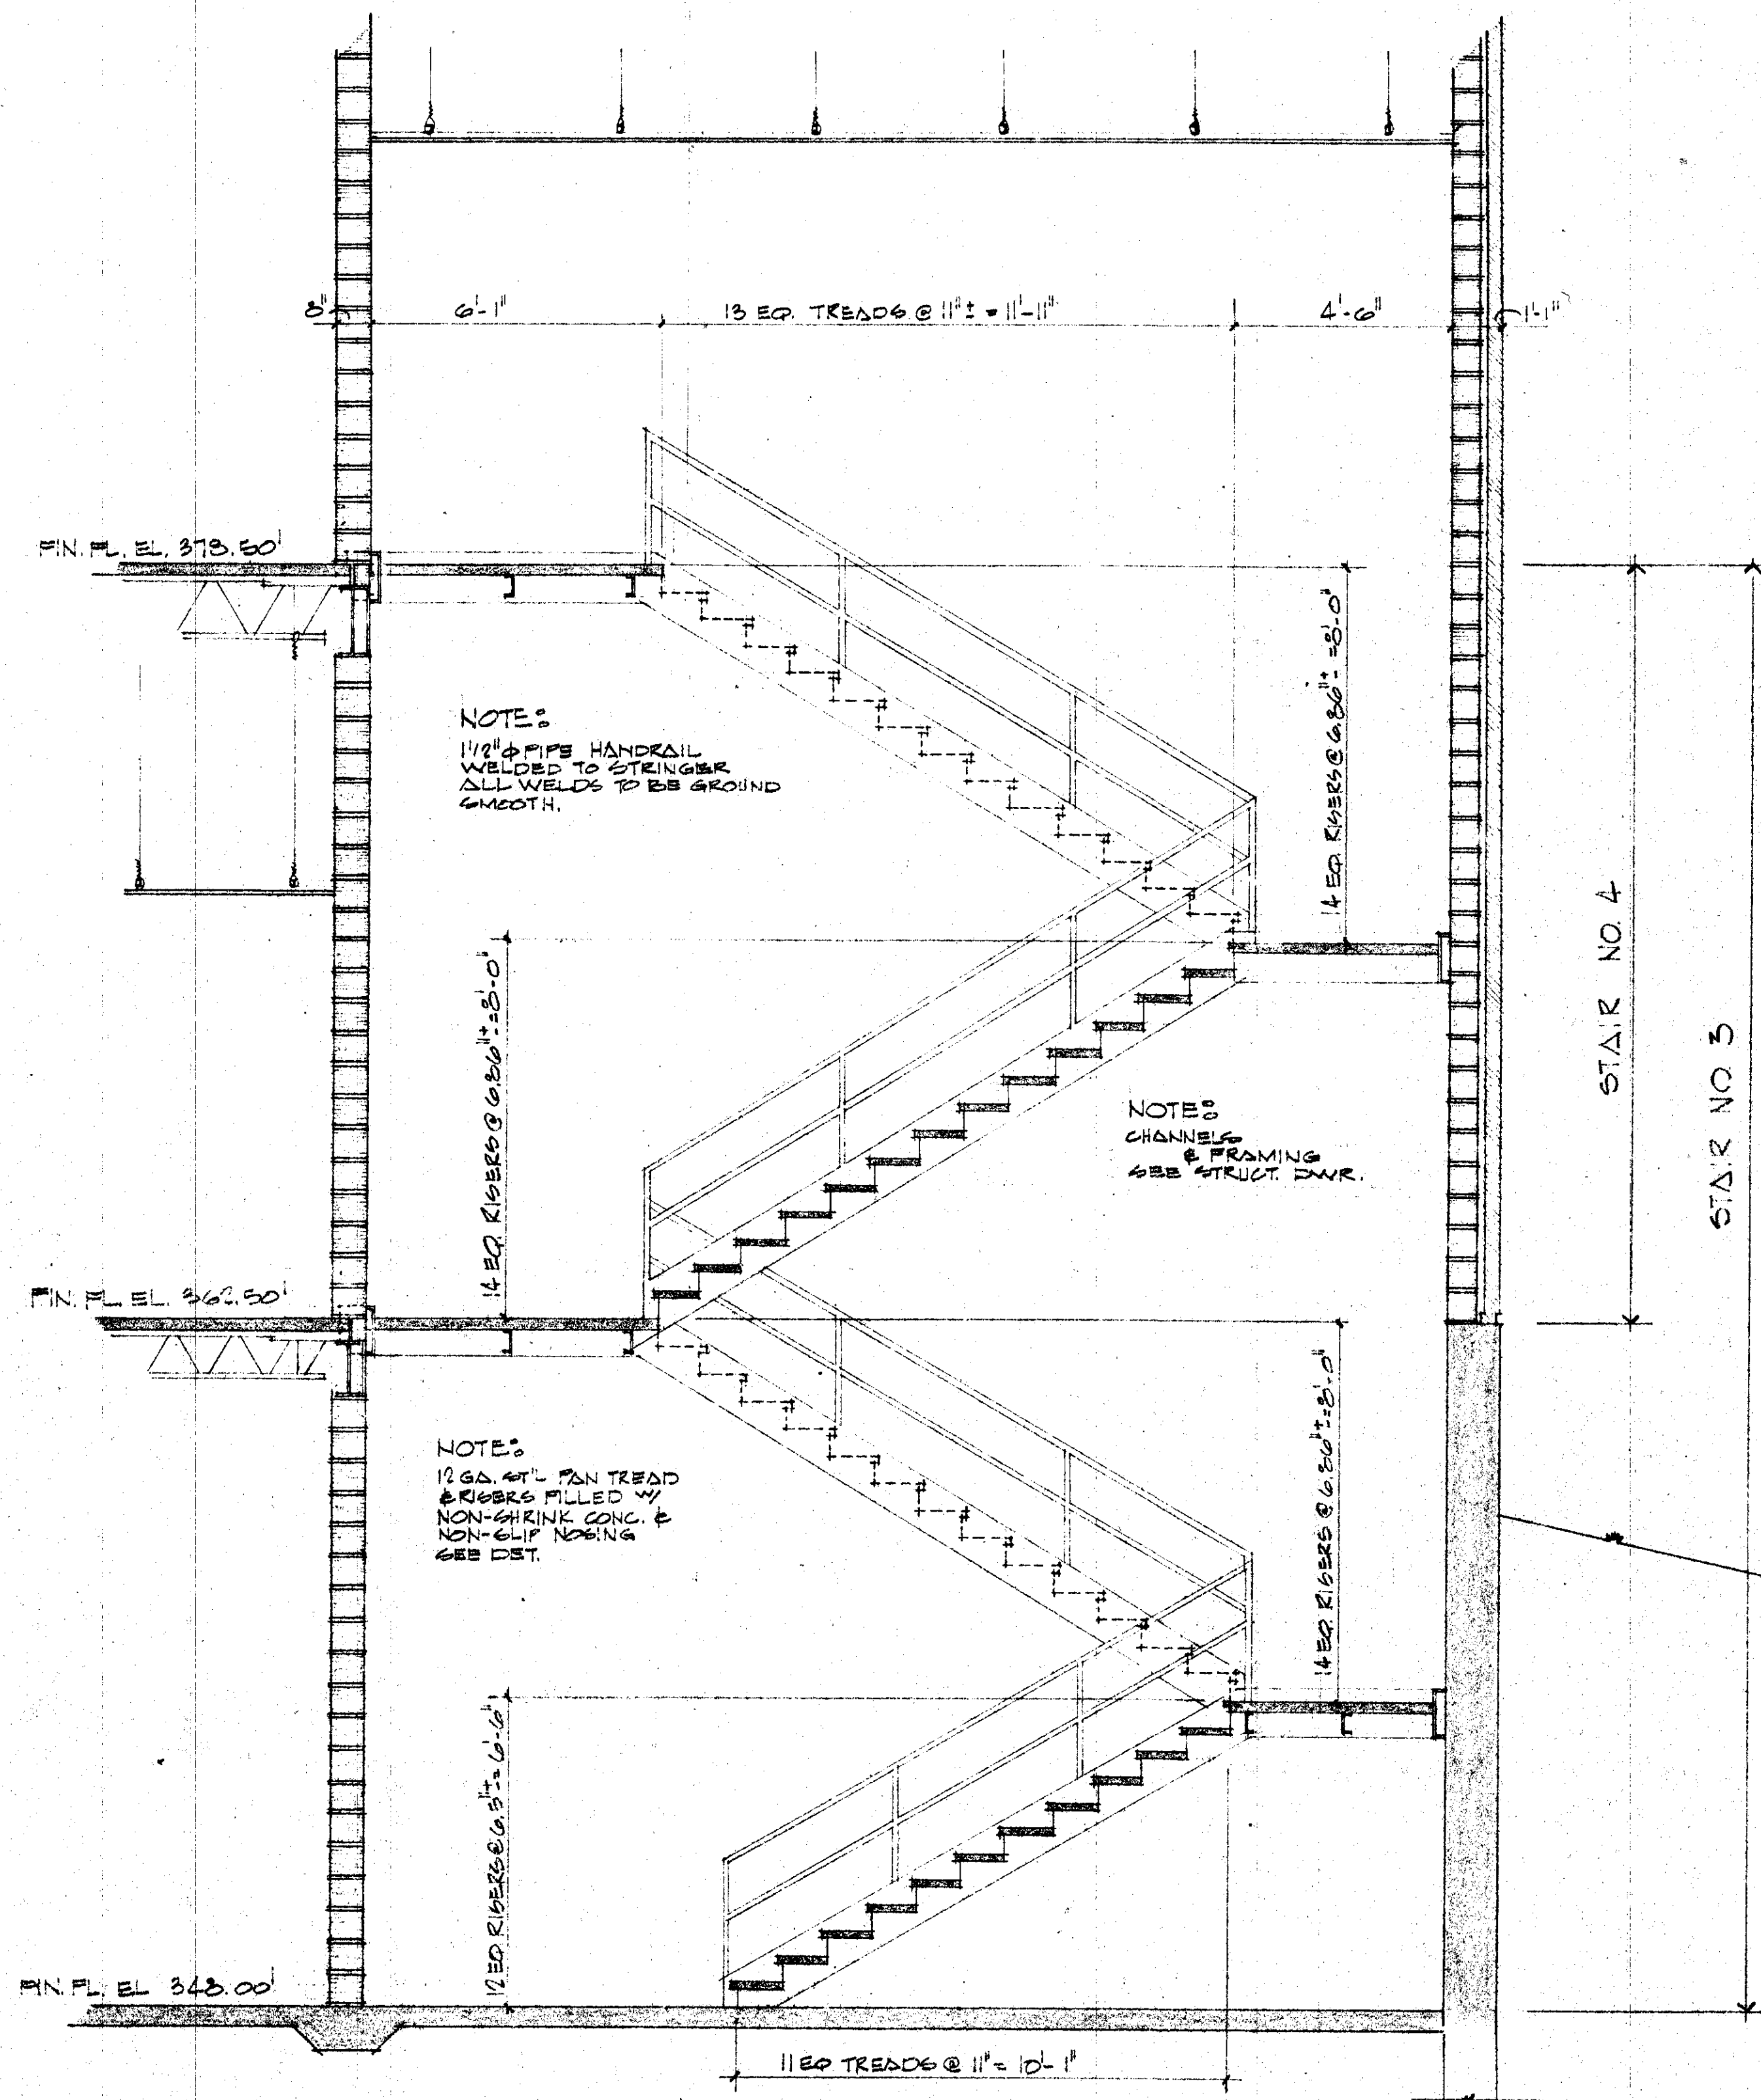 8" 6'-1" 13 EQ. TREADS @ 11"± = 11'-11" 4'-6" 1'-1"
FIN. FL. EL. 378.50'
14 EQ. RISERS @ 6.86"± = 8'-0"
NOTE:
1 1/2" Φ PIPE HANDRAIL
WELDED TO STRINGER
ALL WELDS TO BE GROUND
SMOOTH.
STAIR NO. 4
STAIR NO. 3
14 EQ. RISERS @ 6.86"± = 8'-0"
NOTE:
CHANNELS
& FRAMING
SEE STRUCT. DWR.
FIN. FL. EL. 362.50'
14 EQ. RISERS @ 6.86"± = 8'-0"
NOTE:
12 GA. ST'L PAN TREAD
& RISERS FILLED W/
NON-SHRINK CONC. &
NON-SLIP NOSING
SEE DET.
12 EQ. RISERS @ 6.5"± = 6'-6"
FIN. FL. EL 348.00'
11 EQ TREADS @ 11" = 10'-1"